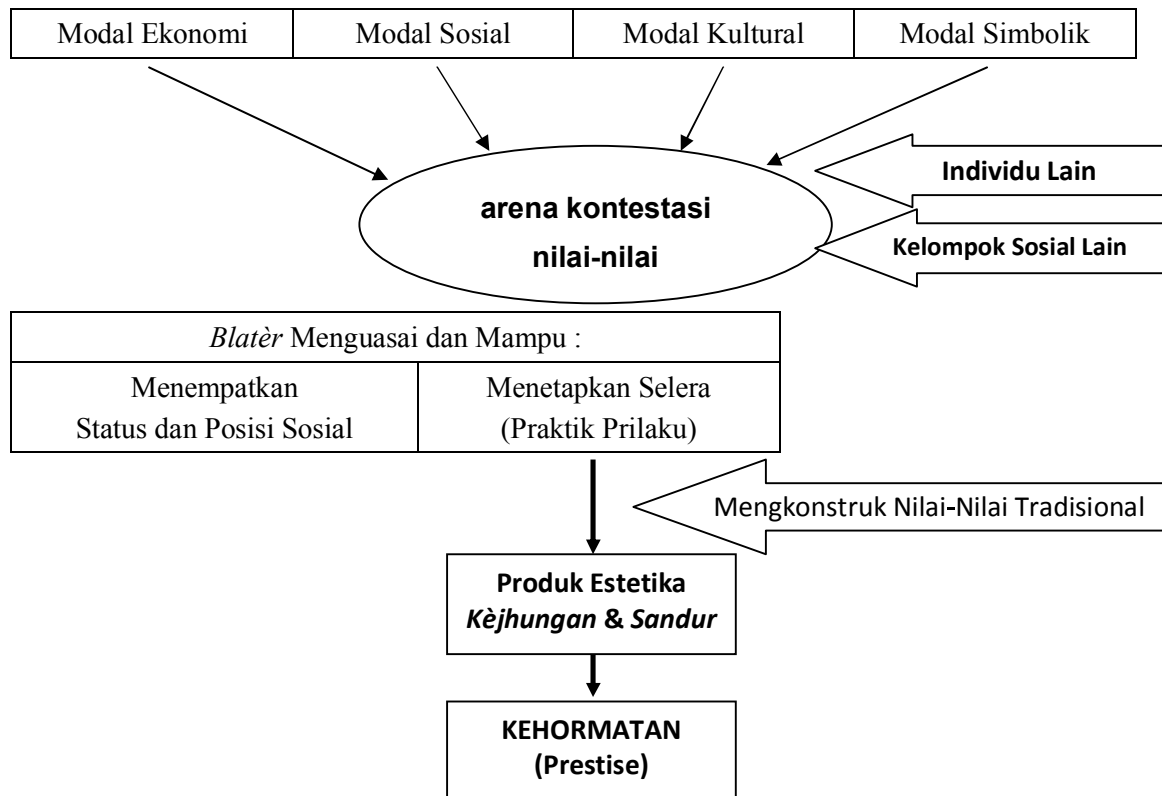 Modal Ekonomi
Modal Sosial
Modal Kultural
Modal Simbolik
Individu Lain
arena kontestasi
nilai-nilai
Kelompok Sosial Lain
Blatèr Menguasai dan Mampu :
Menempatkan
Status dan Posisi Sosial
Menetapkan Selera
(Praktik Prilaku)
Mengkonstruk Nilai-Nilai Tradisional
Produk Estetika
Kèjhungan & Sandur
KEHORMATAN
(Prestise)